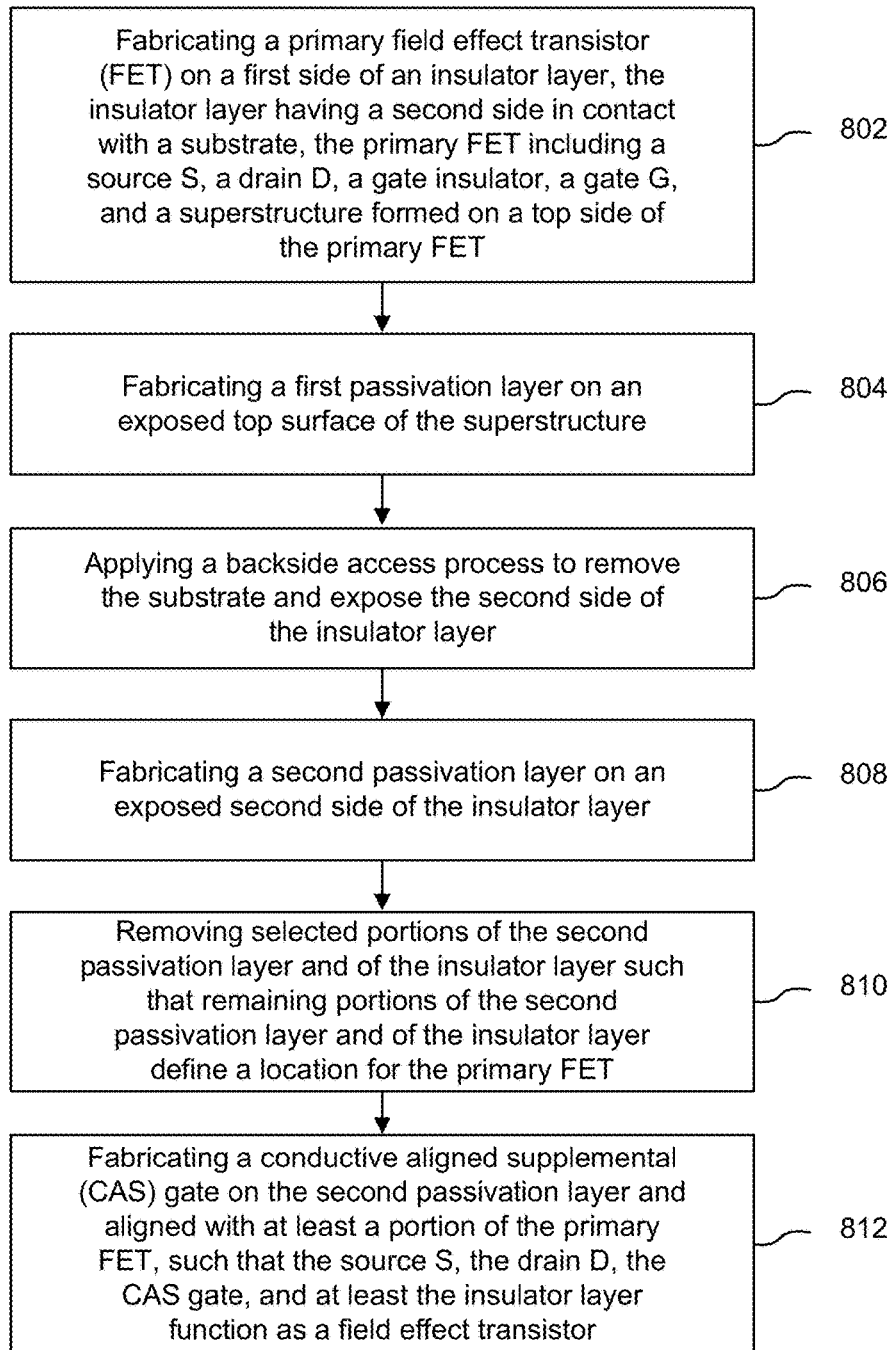 Fabricating a primary field effect transistor
(FET) on a first side of an insulator layer, the
insulator layer having a second side in contact
with a substrate, the primary FET including a
source S, a drain D, a gate insulator, a gate G,
and a superstructure formed on a top side of
the primary FET
802
Fabricating a first passivation layer on an
exposed top surface of the superstructure
804
Applying a backside access process to remove
the substrate and expose the second side of
the insulator layer
806
Fabricating a second passivation layer on an
exposed second side of the insulator layer
808
Removing selected portions of the second
passivation layer and of the insulator layer such
that remaining portions of the second
passivation layer and of the insulator layer
define a location for the primary FET
810
Fabricating a conductive aligned supplemental
(CAS) gate on the second passivation layer and
aligned with at least a portion of the primary
FET, such that the source S, the drain D, the
CAS gate, and at least the insulator layer
function as a field effect transistor
812